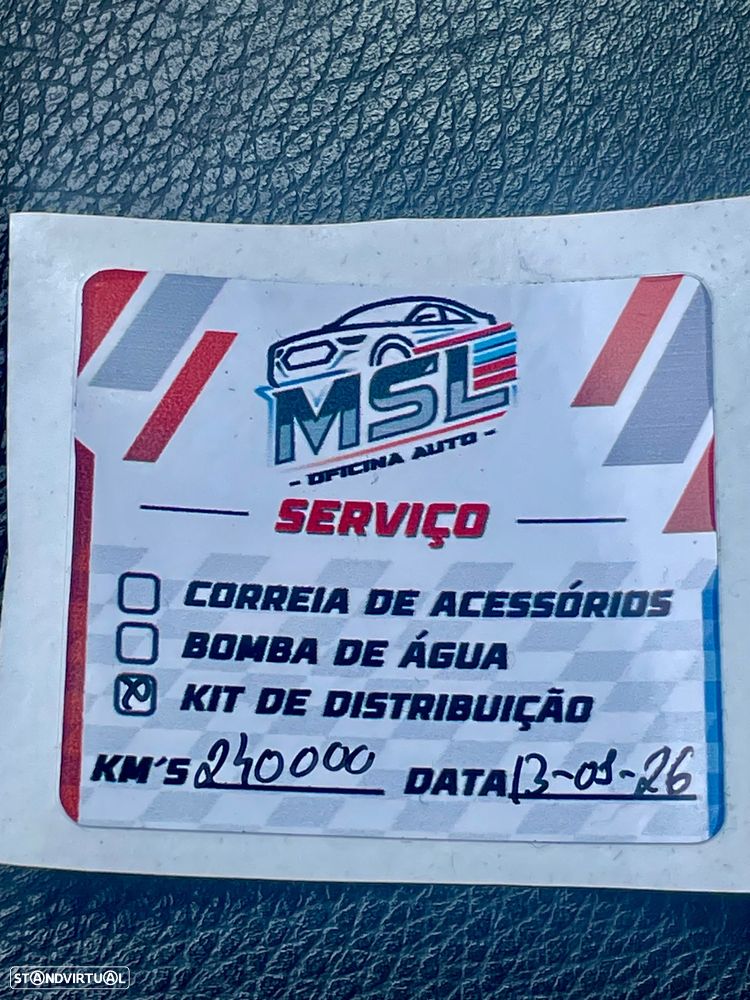 MSL
- OFICINA AUTO -
SERVIÇO
CORREIA DE ACESSÓRIOS
BOMBA DE ÁGUA
KIT DE DISTRIBUIÇÃO
KM'S 240000 DATA 13-01-26
STANDVIRTUAL